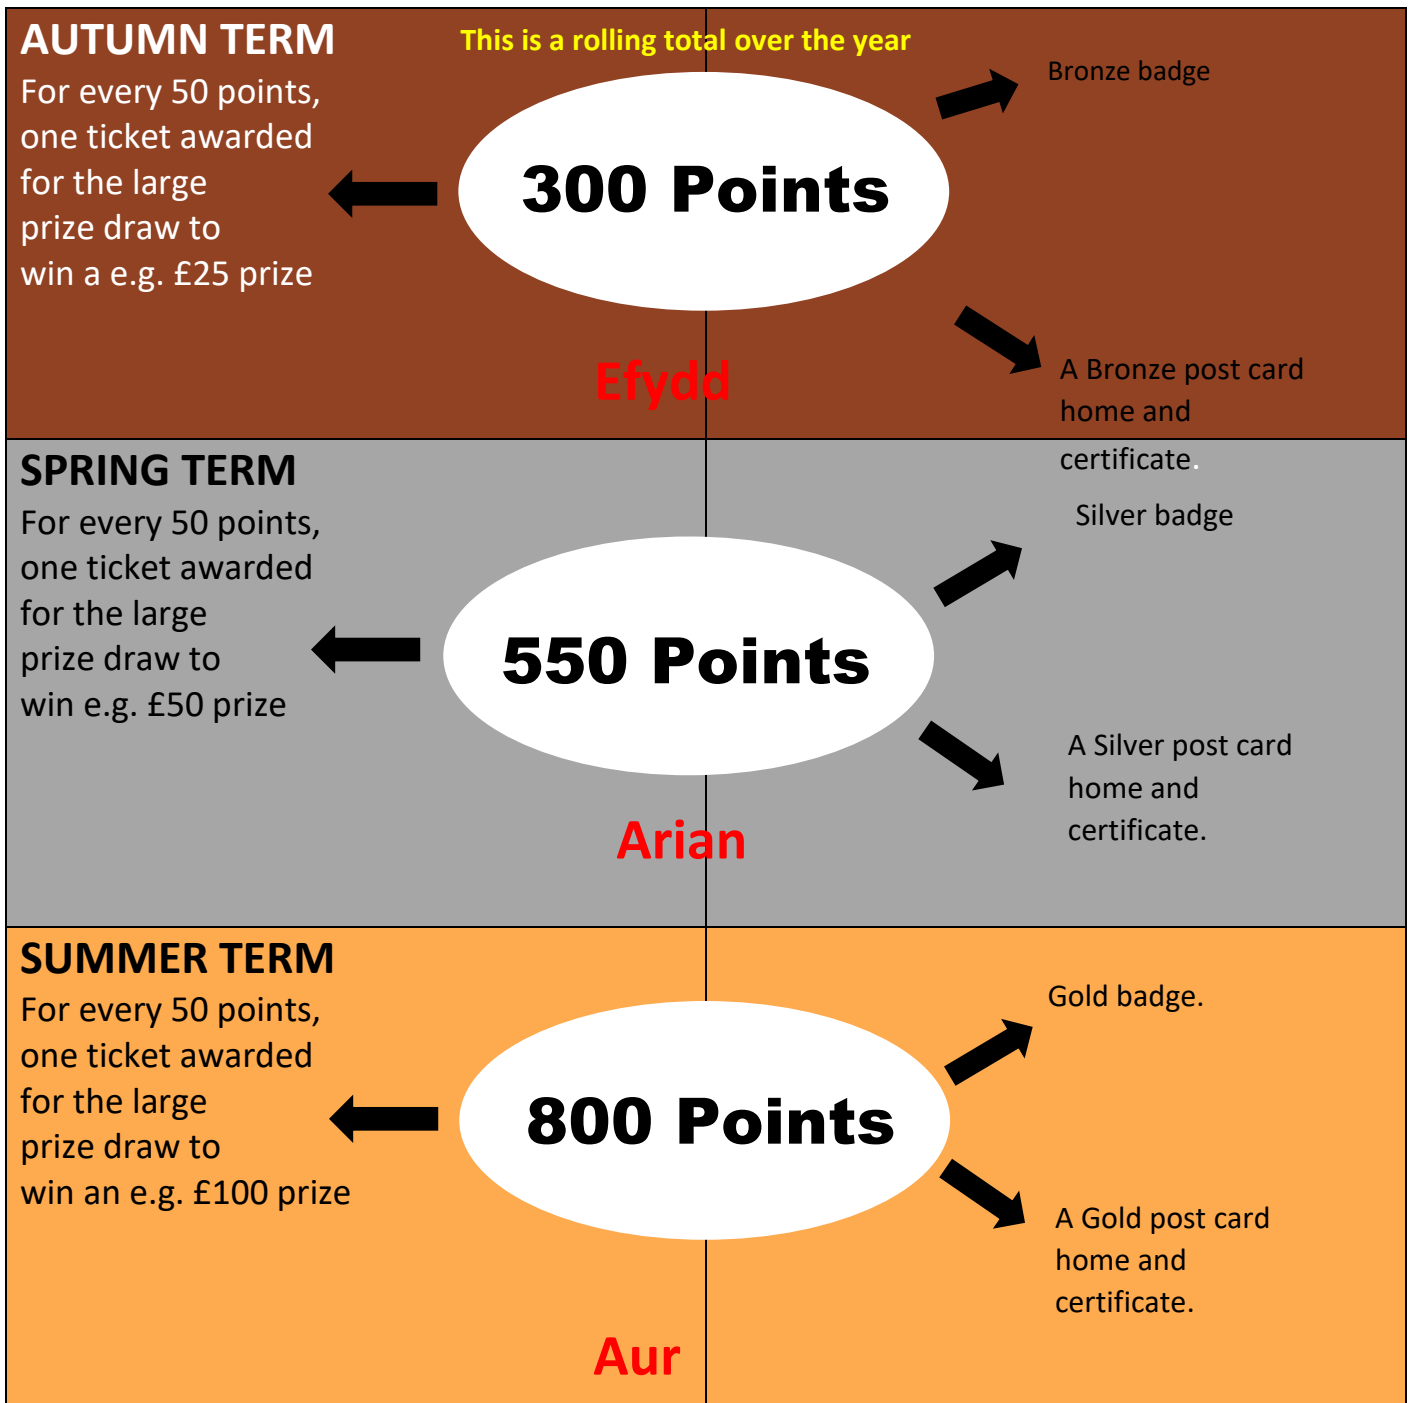 AUTUMN TERM
This is a rolling total over the year
For every 50 points,
one ticket awarded
for the large
prize draw to
win a e.g. £25 prize
300 Points
Bronze badge
A Bronze post card
home and
certificate.
Efydd
SPRING TERM
For every 50 points,
one ticket awarded
for the large
prize draw to
win e.g. £50 prize
550 Points
Silver badge
A Silver post card
home and
certificate.
Arian
SUMMER TERM
For every 50 points,
one ticket awarded
for the large
prize draw to
win an e.g. £100 prize
800 Points
Gold badge.
A Gold post card
home and
certificate.
Aur